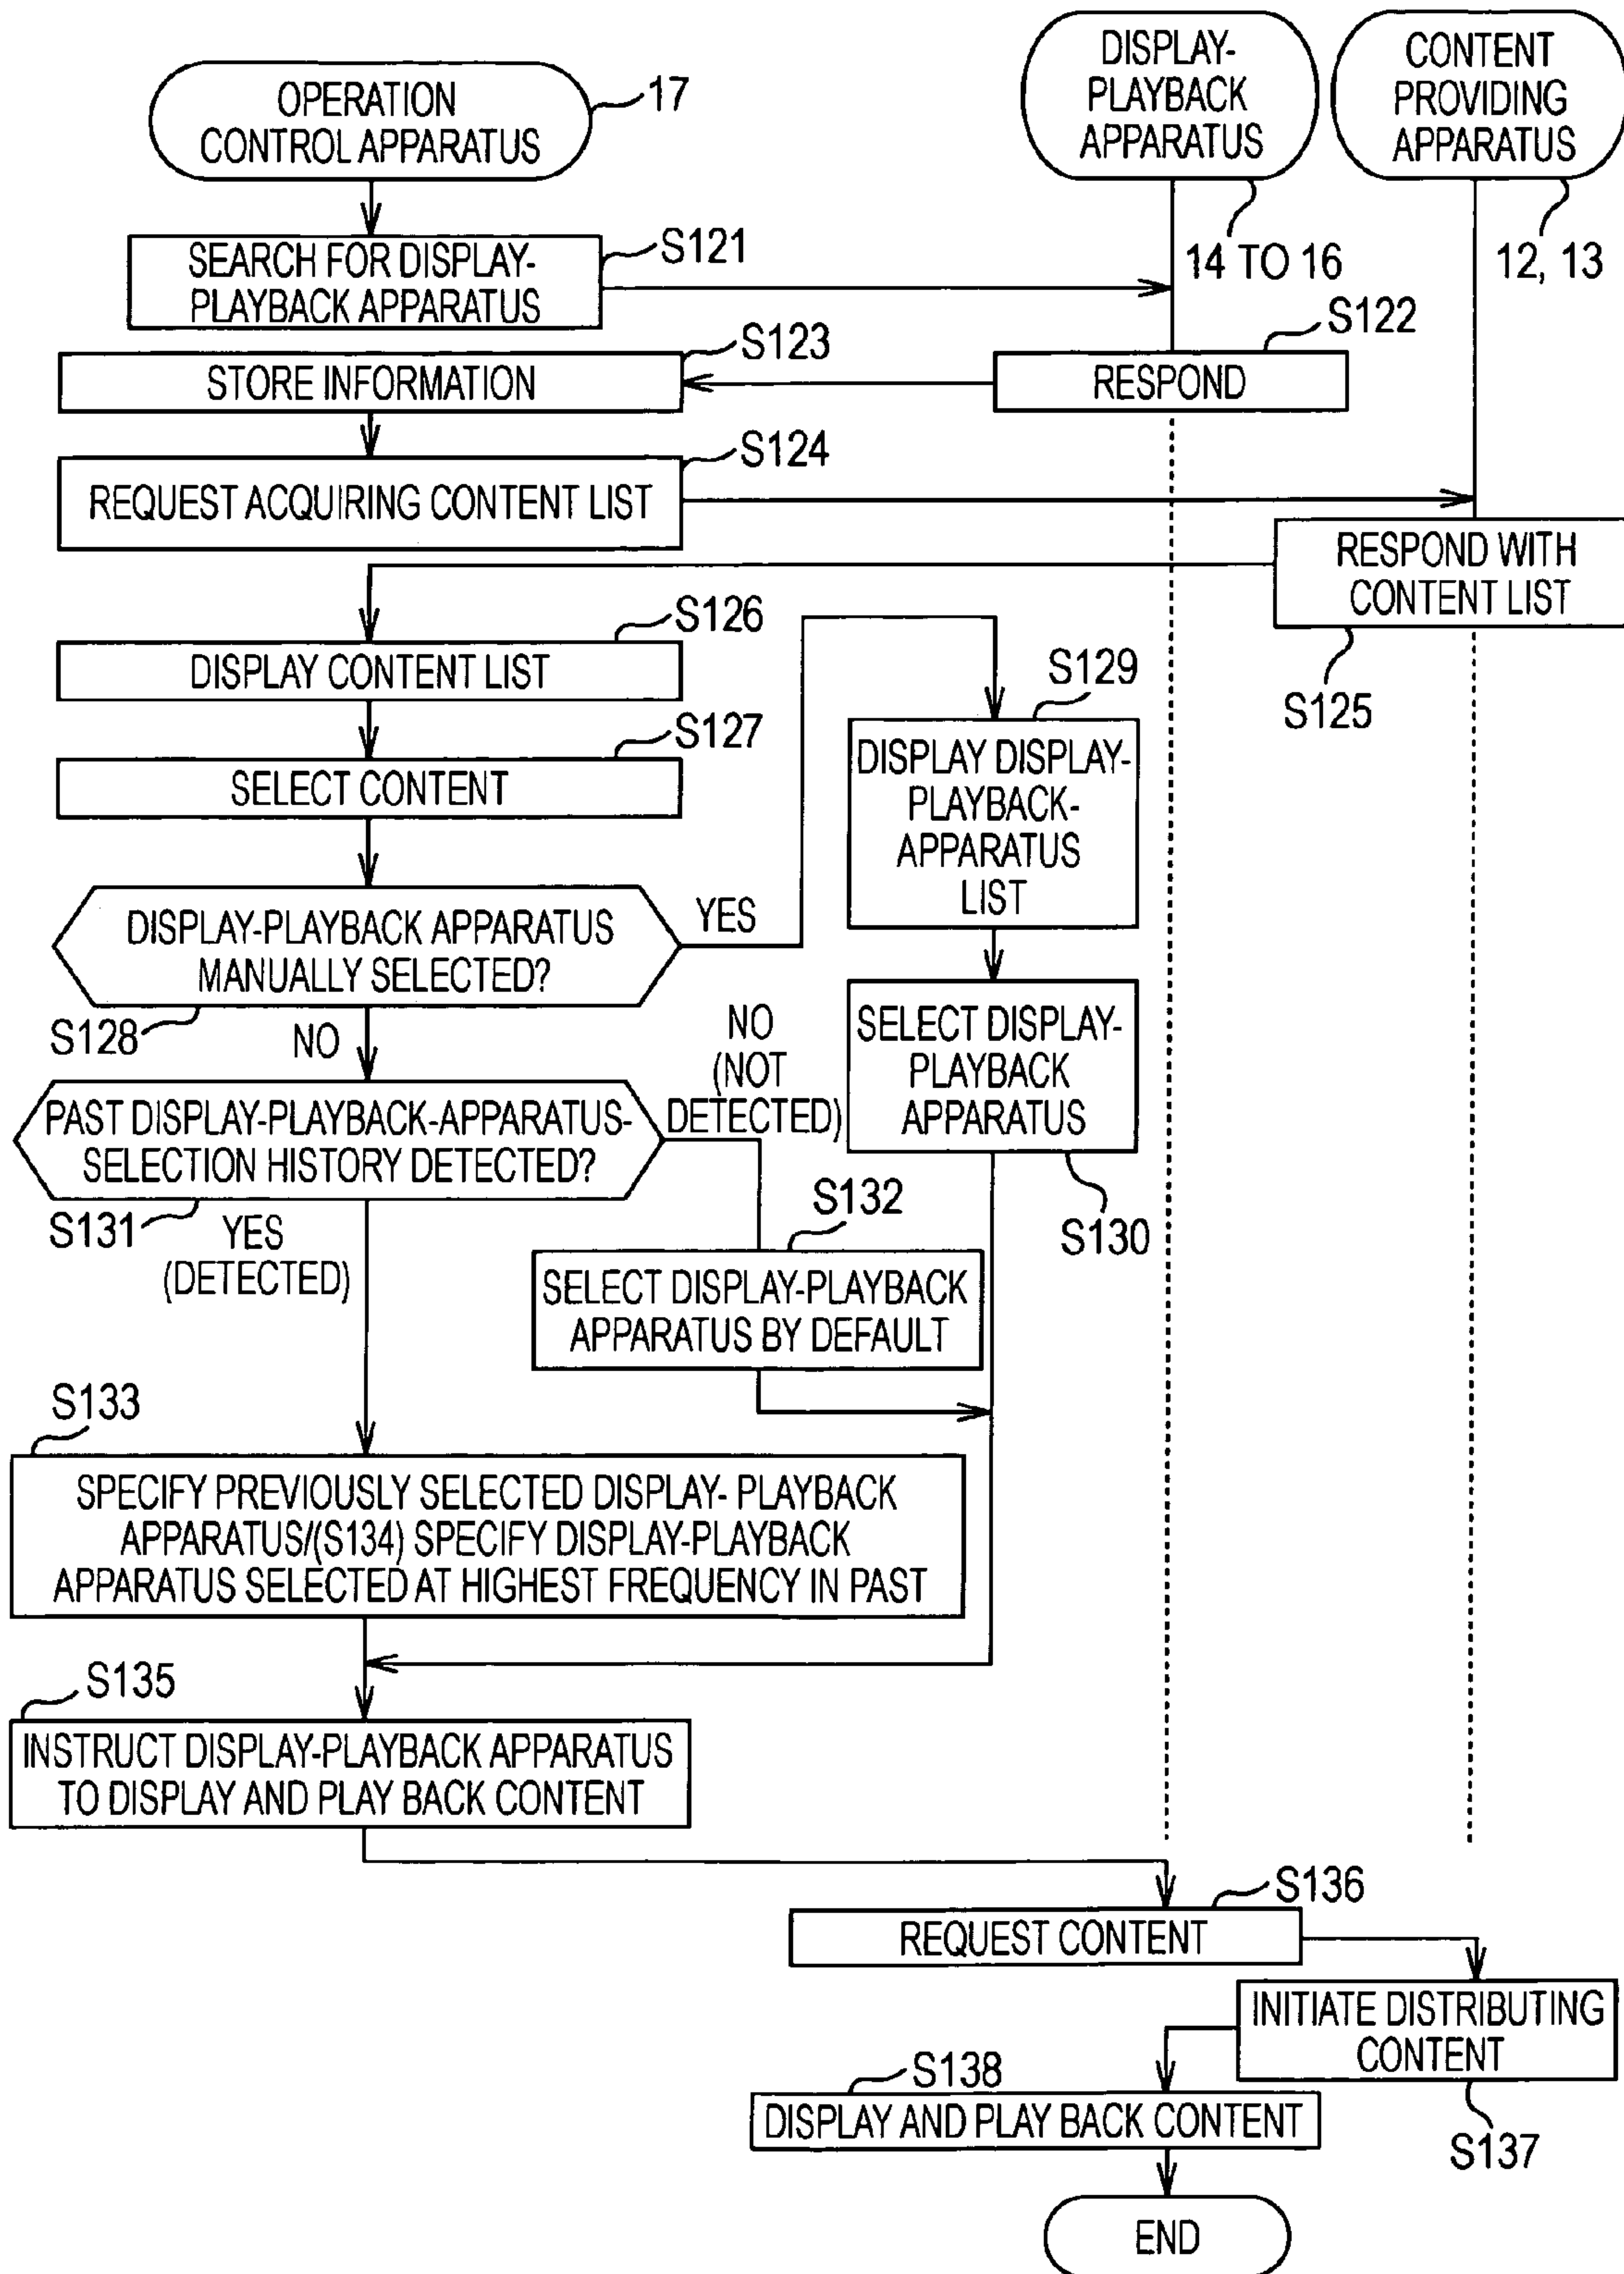 OPERATION
CONTROL APPARATUS
17
DISPLAY-
PLAYBACK
APPARATUS
14 TO 16
CONTENT
PROVIDING
APPARATUS
12, 13
S121
SEARCH FOR DISPLAY-
PLAYBACK APPARATUS
S122
RESPOND
S123
STORE INFORMATION
S124
REQUEST ACQUIRING CONTENT LIST
RESPOND WITH
CONTENT LIST
S125
S126
DISPLAY CONTENT LIST
S127
SELECT CONTENT
DISPLAY-PLAYBACK APPARATUS
MANUALLY SELECTED?
S128
YES
NO
S129
DISPLAY DISPLAY-
PLAYBACK-
APPARATUS
LIST
SELECT DISPLAY-
PLAYBACK
APPARATUS
S130
PAST DISPLAY-PLAYBACK-APPARATUS-
SELECTION HISTORY DETECTED?
S131
NO
(NOT
DETECTED)
YES
(DETECTED)
S132
SELECT DISPLAY-PLAYBACK
APPARATUS BY DEFAULT
S133
SPECIFY PREVIOUSLY SELECTED DISPLAY- PLAYBACK
APPARATUS/(S134) SPECIFY DISPLAY-PLAYBACK
APPARATUS SELECTED AT HIGHEST FREQUENCY IN PAST
S135
INSTRUCT DISPLAY-PLAYBACK APPARATUS
TO DISPLAY AND PLAY BACK CONTENT
S136
REQUEST CONTENT
INITIATE DISTRIBUTING
CONTENT
S137
S138
DISPLAY AND PLAY BACK CONTENT
END